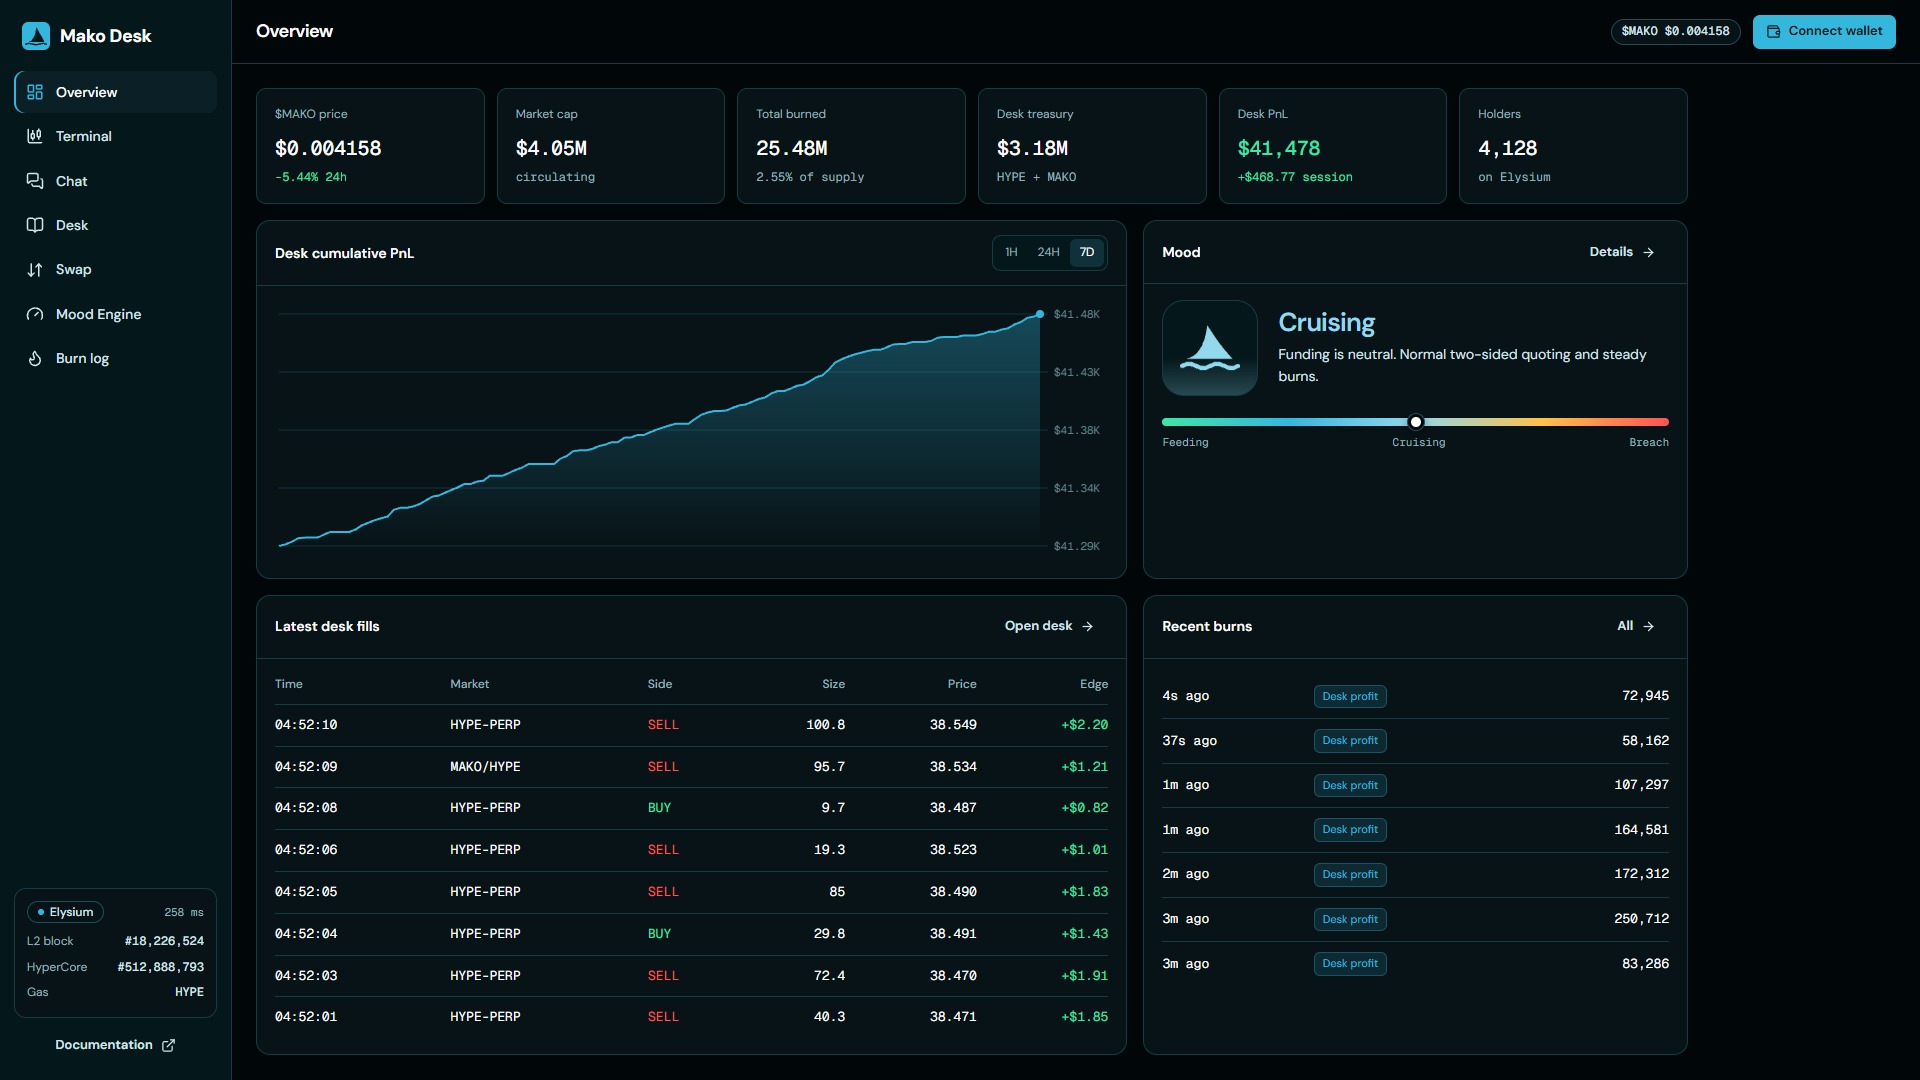 Mako Desk
Overview
Terminal
Chat
Desk
Swap
Mood Engine
Burn log
Elysium 258 ms
L2 block #18,226,524
HyperCore #512,888,793
Gas HYPE
Documentation
Overview
$MAKO $0.004158
Connect wallet
$MAKO price
$0.004158
-5.44% 24h
Market cap
$4.05M
circulating
Total burned
25.48M
2.55% of supply
Desk treasury
$3.18M
HYPE + MAKO
Desk PnL
$41,478
+$468.77 session
Holders
4,128
on Elysium
Desk cumulative PnL
1H 24H 7D
$41.48K
$41.43K
$41.38K
$41.34K
$41.29K
Mood
Details
Cruising
Funding is neutral. Normal two-sided quoting and steady
burns.
Feeding Cruising Breach
Latest desk fills
Open desk
Time Market Side Size Price Edge
04:52:10 HYPE-PERP SELL 100.8 38.549 +$2.20
04:52:09 MAKO/HYPE SELL 95.7 38.534 +$1.21
04:52:08 HYPE-PERP BUY 9.7 38.487 +$0.82
04:52:06 HYPE-PERP SELL 19.3 38.523 +$1.01
04:52:05 HYPE-PERP SELL 85 38.490 +$1.83
04:52:04 HYPE-PERP BUY 29.8 38.491 +$1.43
04:52:03 HYPE-PERP SELL 72.4 38.470 +$1.91
04:52:01 HYPE-PERP SELL 40.3 38.471 +$1.85
Recent burns
All
4s ago Desk profit 72,945
37s ago Desk profit 58,162
1m ago Desk profit 107,297
1m ago Desk profit 164,581
2m ago Desk profit 172,312
3m ago Desk profit 250,712
3m ago Desk profit 83,286